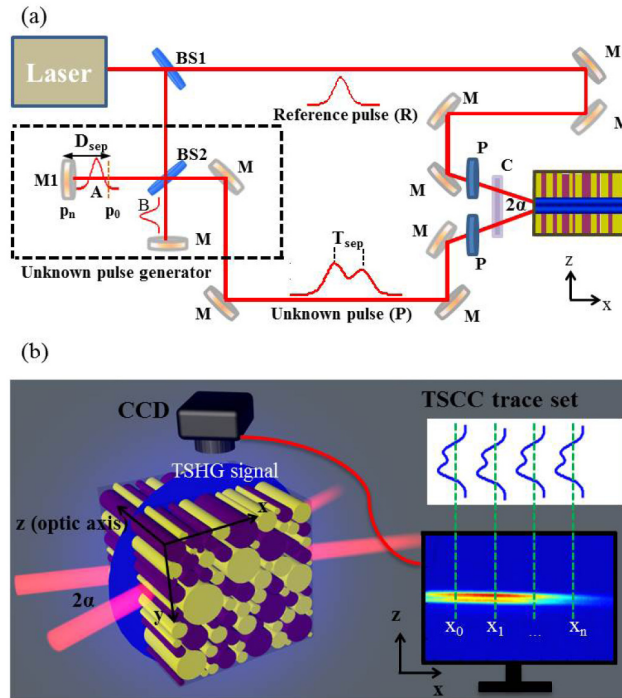 (a)
Laser
BS1
M
Reference pulse (R)
M
M
D_sep
BS2
M
P
C
M1
A
B
M
2α
p_n
p_0
M
M
T_sep
P
z
Unknown pulse generator
M
Unknown pulse (P)
M
x
(b)
CCD
TSCC trace set
TSHG signal
z (optic axis)
x
2α
y
z
x_0 x_1 ... x_n
x